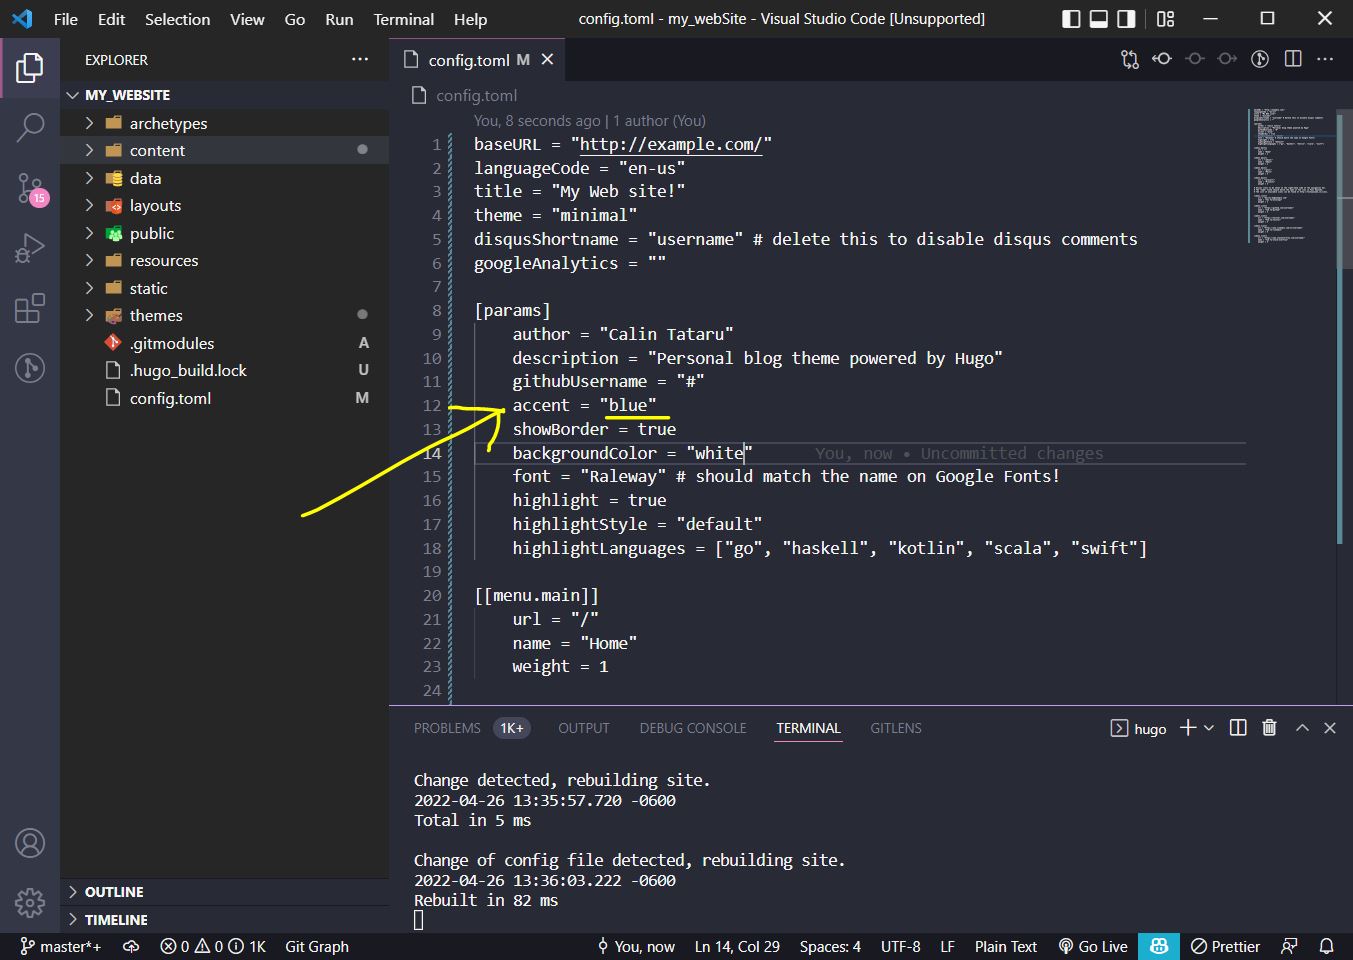 File Edit Selection View Go Run Terminal Help config.toml - my_webSite - Visual Studio Code [Unsupported]
EXPLORER
config.toml M
MY_WEBSITE
config.toml
archetypes
content
data
layouts
public
resources
static
themes
.gitmodules A
.hugo_build.lock U
config.toml M
15
You, 8 seconds ago | 1 author (You)
1 baseURL = "http://example.com/"
2 languageCode = "en-us"
3 title = "My Web site!"
4 theme = "minimal"
5 disqusShortname = "username" # delete this to disable disqus comments
6 googleAnalytics = ""
7
8 [params]
9 author = "Calin Tataru"
10 description = "Personal blog theme powered by Hugo"
11 githubUsername = "#"
12 accent = "blue"
13 showBorder = true
14 backgroundColor = "white" You, now • Uncommitted changes
15 font = "Raleway" # should match the name on Google Fonts!
16 highlight = true
17 highlightStyle = "default"
18 highlightLanguages = ["go", "haskell", "kotlin", "scala", "swift"]
19
20 [[menu.main]]
21 url = "/"
22 name = "Home"
23 weight = 1
24
PROBLEMS 1K+ OUTPUT DEBUG CONSOLE TERMINAL GITLENS hugo
Change detected, rebuilding site.
2022-04-26 13:35:57.720 -0600
Total in 5 ms
Change of config file detected, rebuilding site.
2022-04-26 13:36:03.222 -0600
Rebuilt in 82 ms
OUTLINE
TIMELINE
master*+ 0 0 1K Git Graph You, now Ln 14, Col 29 Spaces: 4 UTF-8 LF Plain Text Go Live Prettier